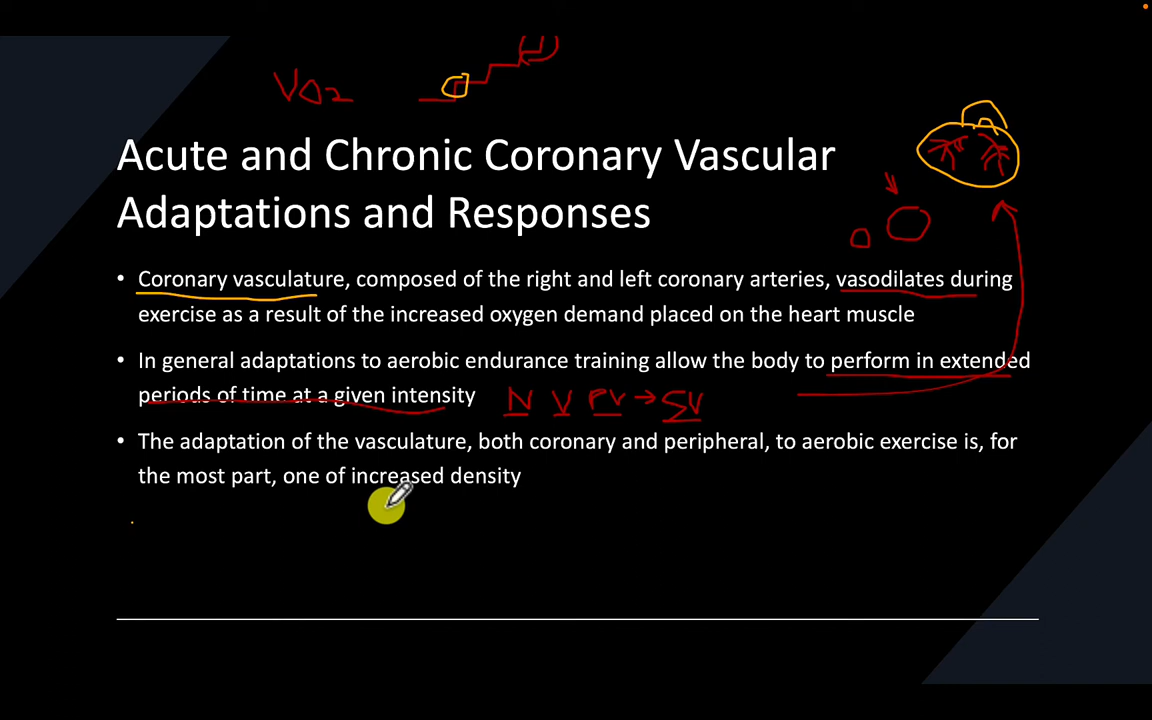 VO2
Acute and Chronic Coronary Vascular
Adaptations and Responses
• Coronary vasculature, composed of the right and left coronary arteries, vasodilates during
exercise as a result of the increased oxygen demand placed on the heart muscle
• In general adaptations to aerobic endurance training allow the body to perform in extended
periods of time at a given intensity N V PV → SV
• The adaptation of the vasculature, both coronary and peripheral, to aerobic exercise is, for
the most part, one of increased density